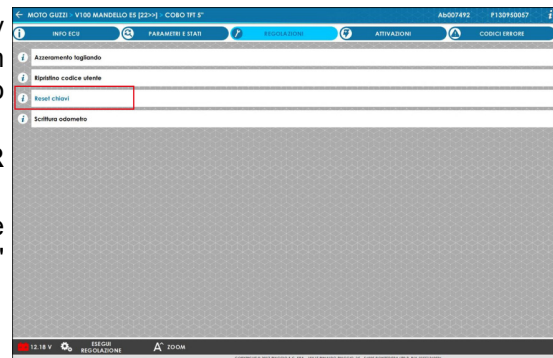 MOTO GUZZI > V100 MANDELLO E5 [22>>] > COBO TFT 5"
Ab007492 P130950057
INFO ECU
PARAMETRI E STATI
REGOLAZIONI
ATTIVAZIONI
CODICI ERRORE
Azzeramento tagliando
Ripristino codice utente
Reset chiavi
Scrittura odometro
12.18 V
ESEGUI
REGOLAZIONE
ZOOM